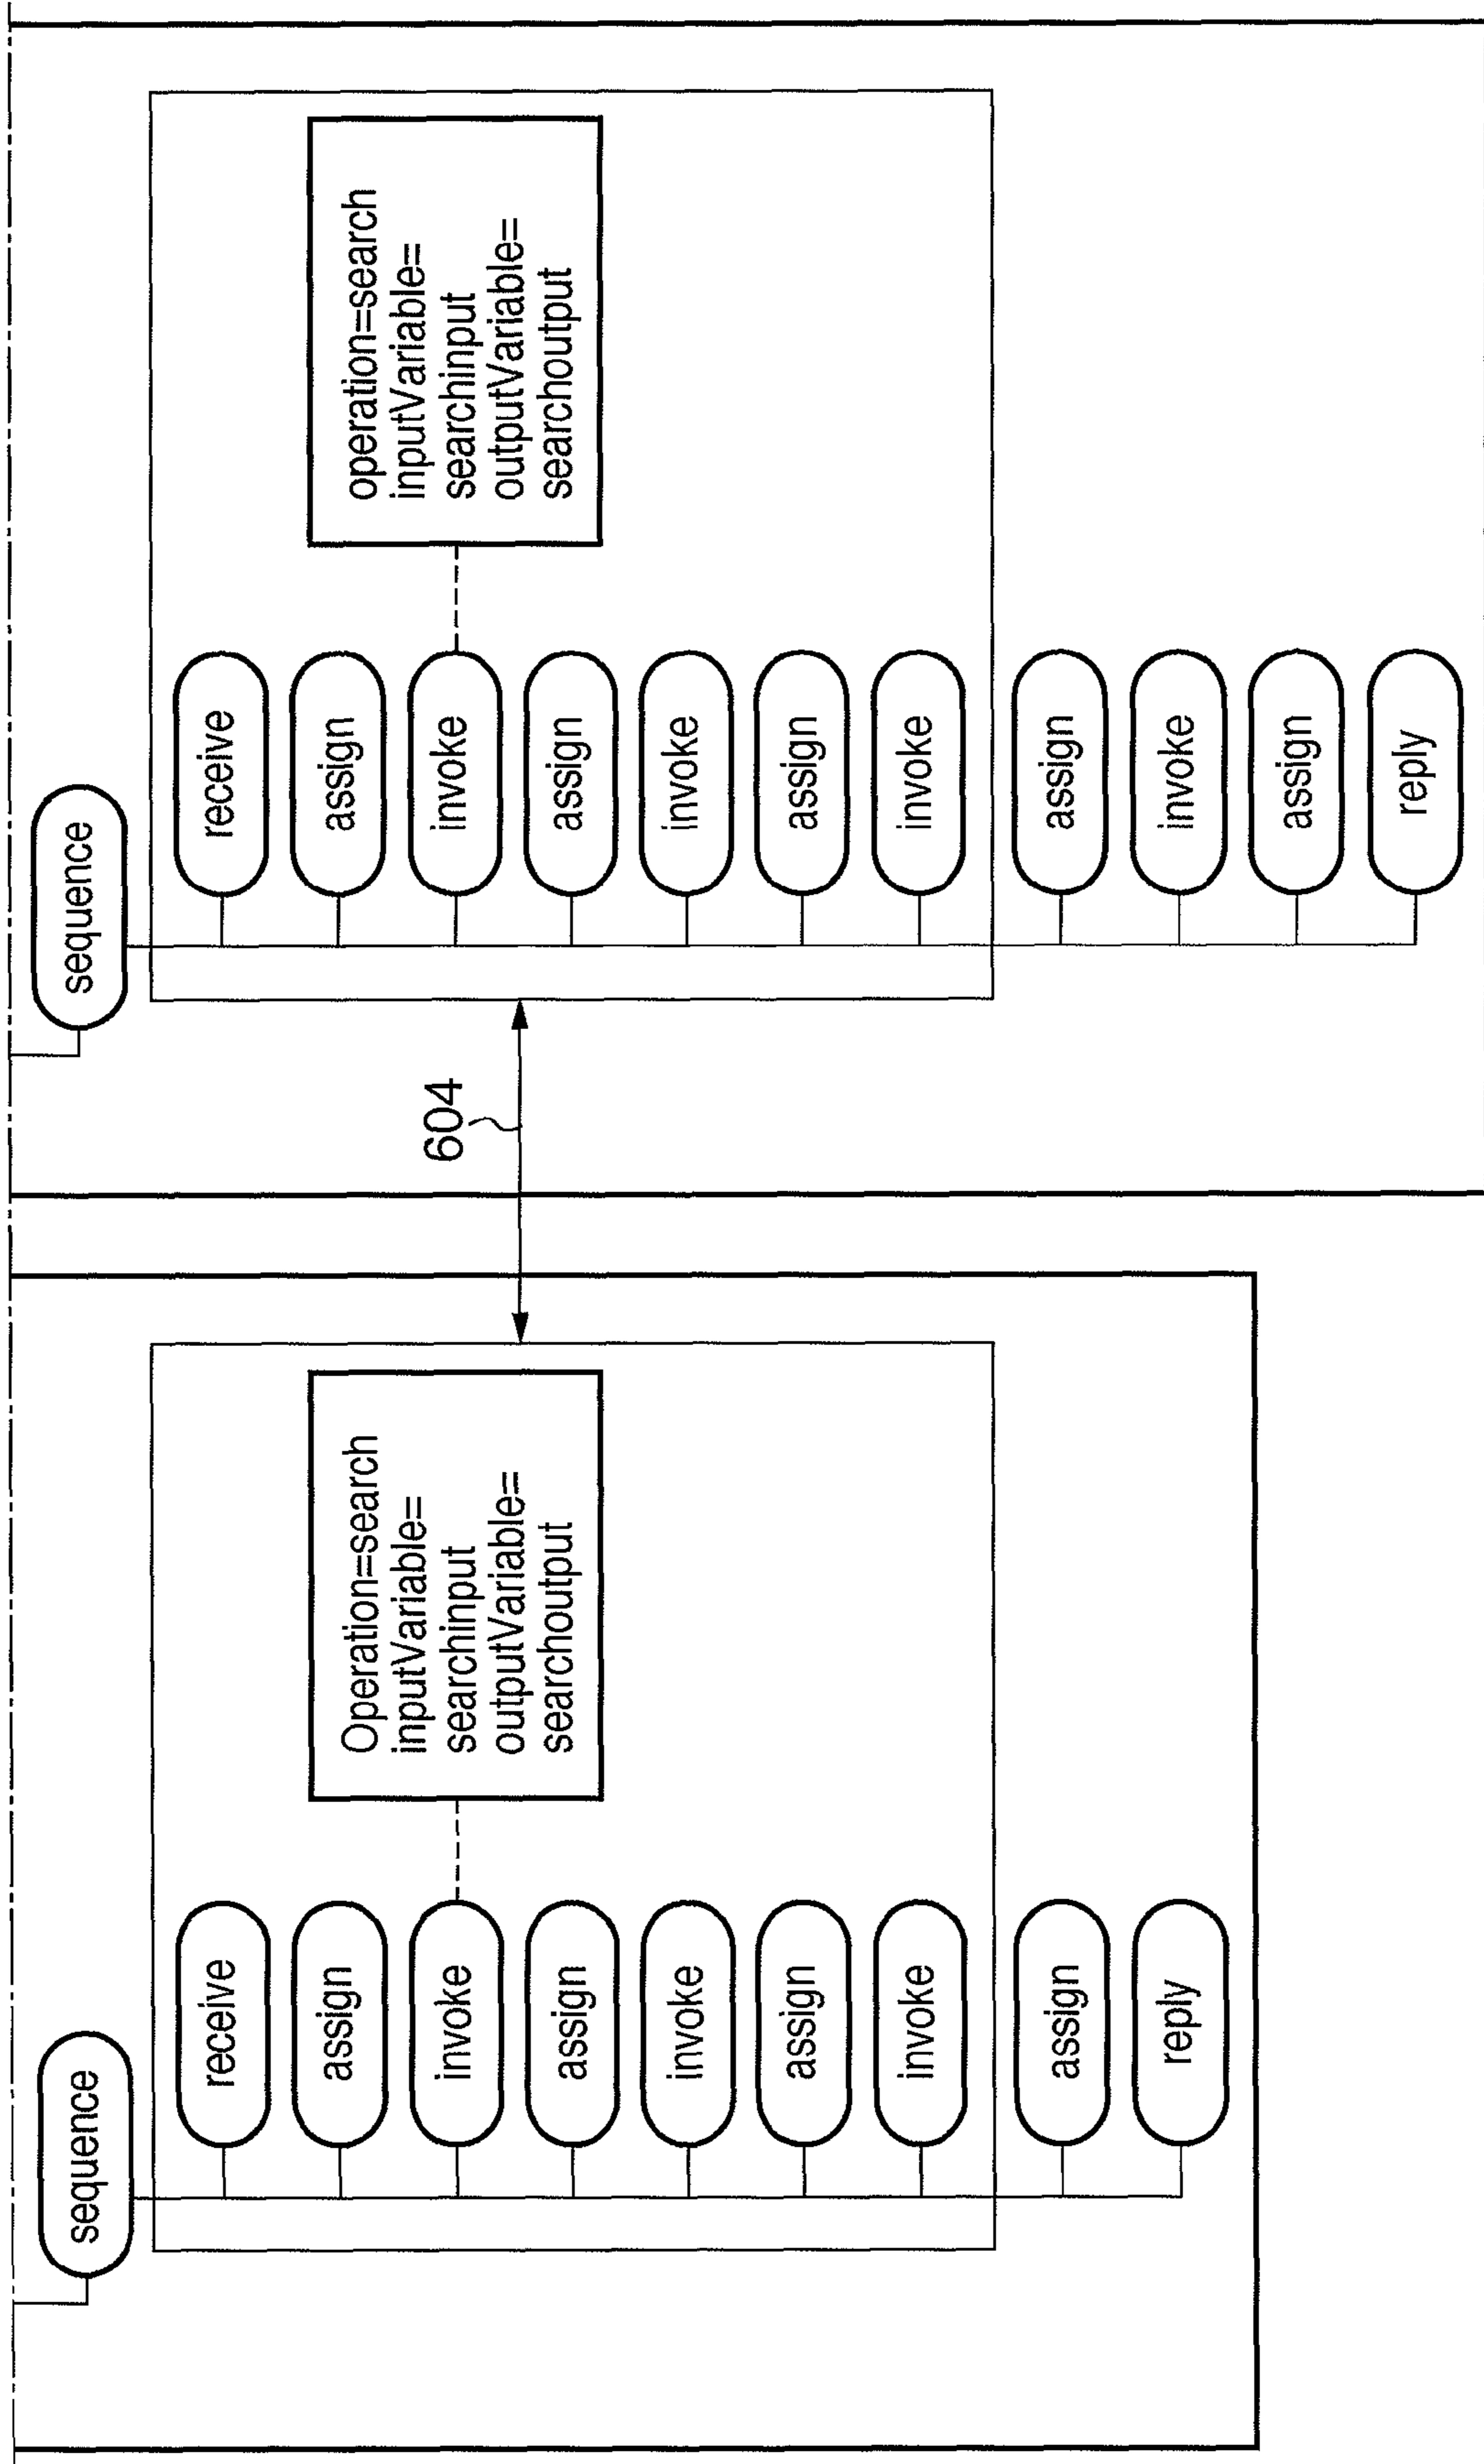 sequence
receive
assign
invoke
assign
invoke
assign
invoke
assign
reply
Operation=search
inputVariable=
searchinput
outputVariable=
searchoutput
604
sequence
receive
assign
invoke
assign
invoke
assign
invoke
assign
invoke
assign
reply
operation=search
inputVariable=
searchinput
outputVariable=
searchoutput